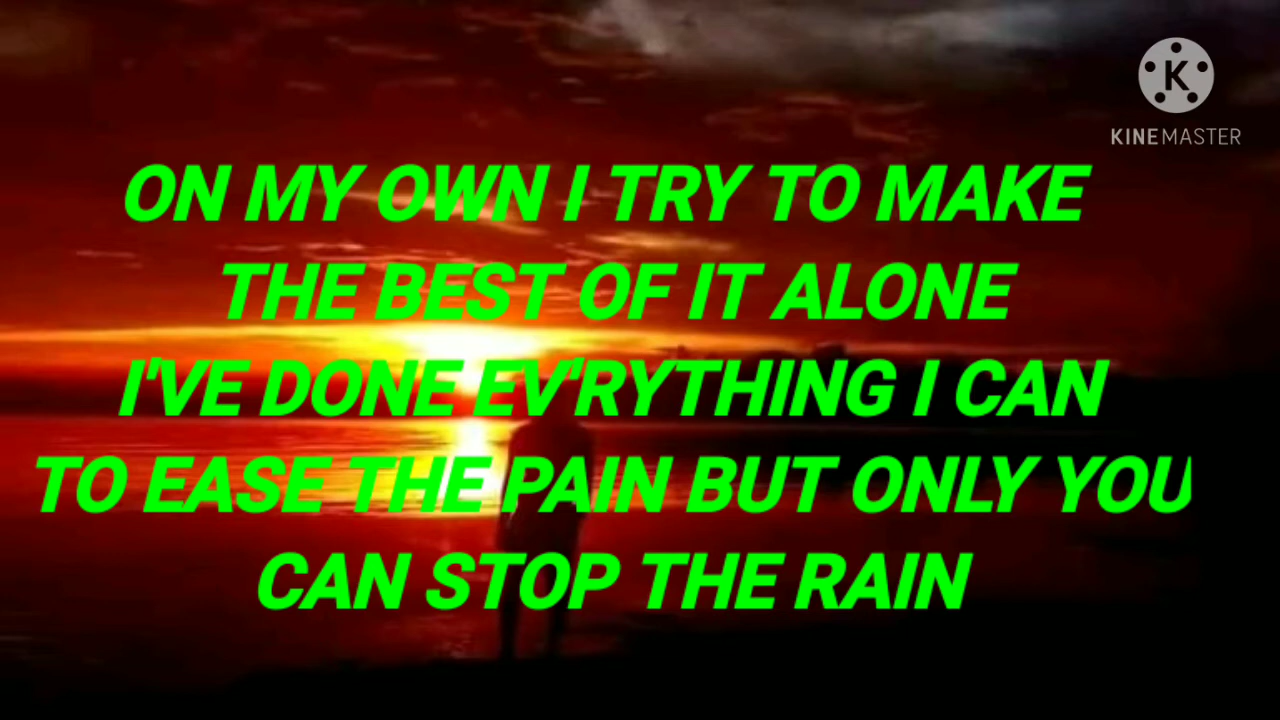 K
KINEMASTER
ON MY OWN I TRY TO MAKE
THE BEST OF IT ALONE
I'VE DONE EV'RYTHING I CAN
TO EASE THE PAIN BUT ONLY YOU
CAN STOP THE RAIN